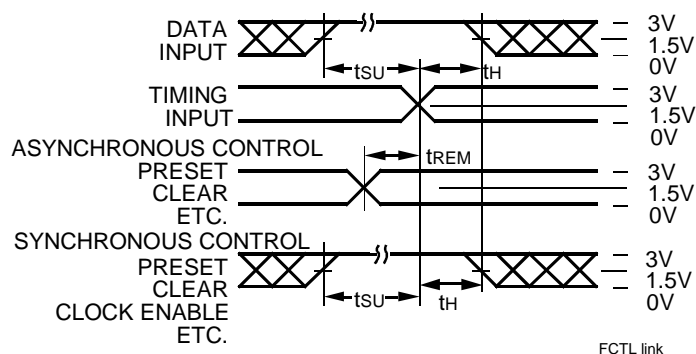 DATA
INPUT
3V
1.5V
0V
tSU
tH
TIMING
INPUT
3V
1.5V
0V
ASYNCHRONOUS CONTROL
PRESET
CLEAR
ETC.
tREM
3V
1.5V
0V
SYNCHRONOUS CONTROL
PRESET
CLEAR
CLOCK ENABLE
ETC.
tSU
tH
3V
1.5V
0V
FCTL link